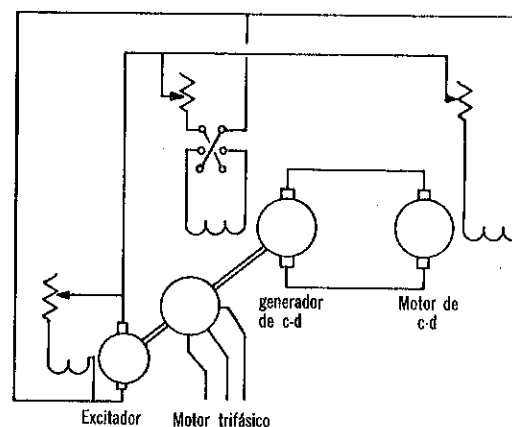 generador
de c-d
Motor de
c-d
Excitador
Motor trifásico